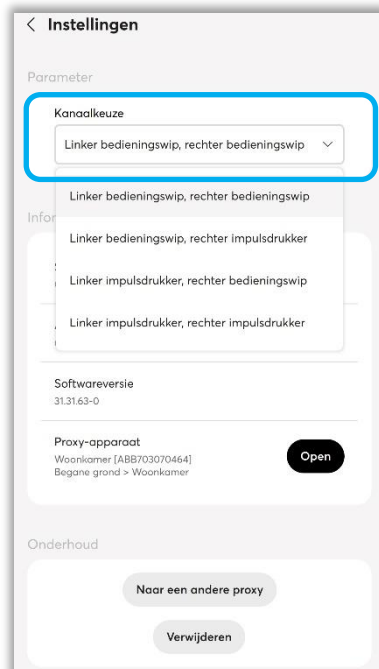 Instellingen
Parameter
Kanaalkeuze
Linker bedieningswip, rechter bedieningswip
Linker bedieningswip, rechter bedieningswip
Linker bedieningswip, rechter impulsdrukker
Linker impulsdrukker, rechter bedieningswip
Linker impulsdrukker, rechter impulsdrukker
Softwareversie
31.31.63-0
Proxy-apparaat
Woonkamer [ABB703070464]
Begane grond > Woonkamer
Open
Onderhoud
Naar een andere proxy
Verwijderen